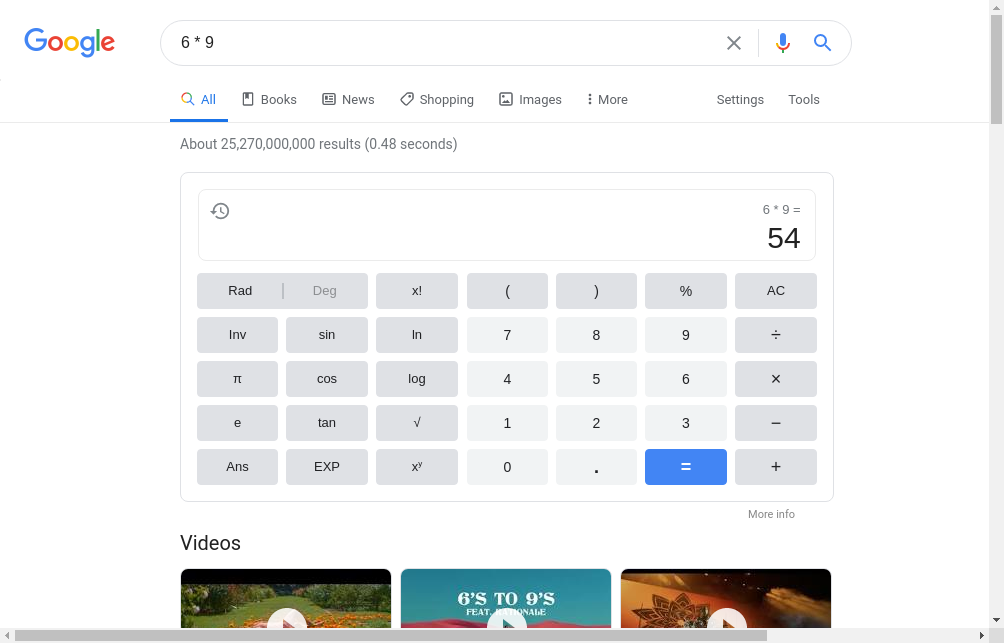 Google
6 * 9
All
Books
News
Shopping
Images
More
Settings
Tools
About 25,270,000,000 results (0.48 seconds)
6 * 9 =
54
Rad
Deg
x!
(
)
%
AC
Inv
sin
ln
7
8
9
÷
π
cos
log
4
5
6
×
e
tan
√
1
2
3
−
Ans
EXP
xʸ
0
.
=
+
More info
Videos
6'S TO 9'S
FEAT. RATIONALE